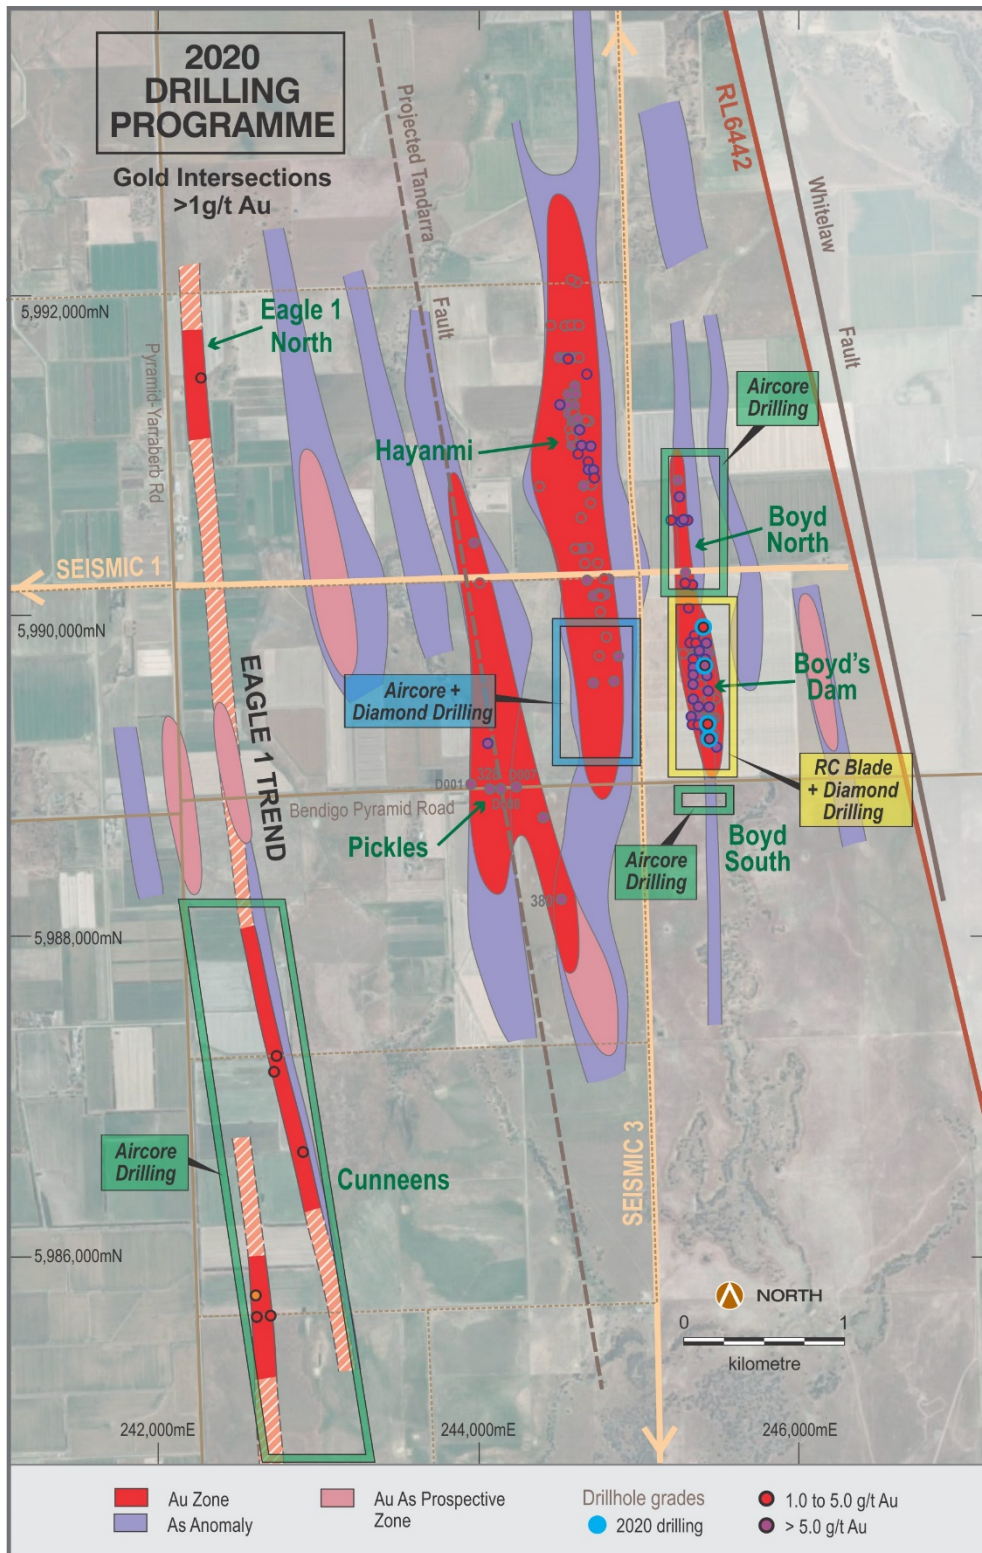 2020
DRILLING
PROGRAMME
Gold Intersections
>1g/t Au
Projected Tandarra
Fault
RL6442
Whitelaw
Fault
5,992,000mN
Eagle 1
North
Pyramid-Yarraberb Rd
Hayanmi
Aircore
Drilling
Boyd
North
SEISMIC 1
5,990,000mN
Aircore +
Diamond Drilling
Boyd's
Dam
EAGLE 1 TREND
D001
328
D047
Bendigo Pyramid Road
Pickles
RC Blade
+ Diamond
Drilling
Boyd
South
Aircore
Drilling
389
5,988,000mN
SEISMIC 3
Aircore
Drilling
Cunneens
5,986,000mN
NORTH
0 1
kilometre
242,000mE
244,000mE
246,000mE
Au Zone
As Anomaly
Au As Prospective
Zone
Drillhole grades
2020 drilling
1.0 to 5.0 g/t Au
> 5.0 g/t Au